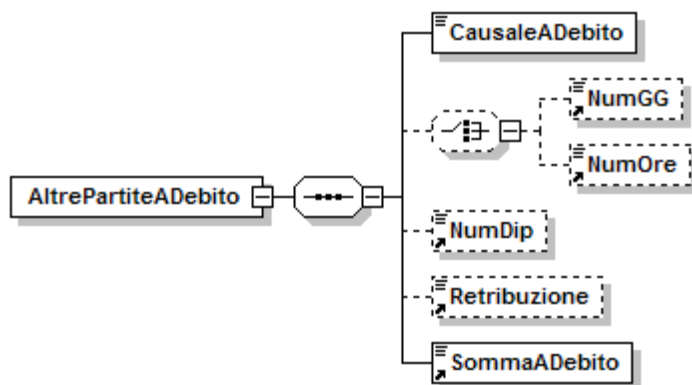 CausaleADebito
NumGG
NumOre
AltrePartiteADebito
NumDip
Retribuzione
SommaADebito